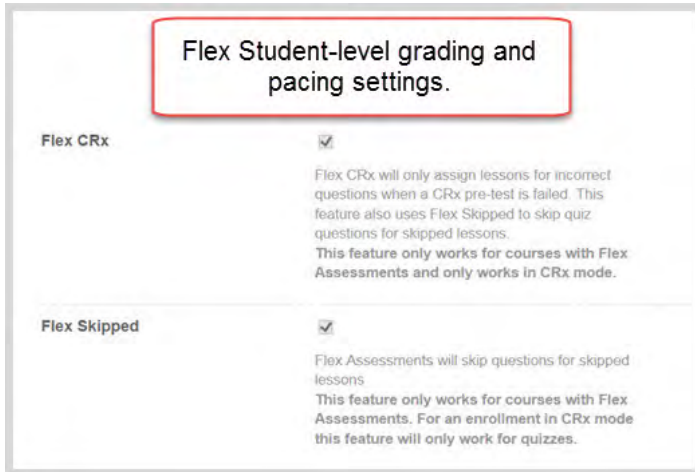 Flex Student-level grading and
pacing settings.
Flex CRx
Flex CRx will only assign lessons for incorrect
questions when a CRx pre-test is failed. This
feature also uses Flex Skipped to skip quiz
questions for skipped lessons.
This feature only works for courses with Flex
Assessments and only works in CRx mode.
Flex Skipped
Flex Assessments will skip questions for skipped
lessons
This feature only works for courses with Flex
Assessments. For an enrollment in CRx mode
this feature will only work for quizzes.